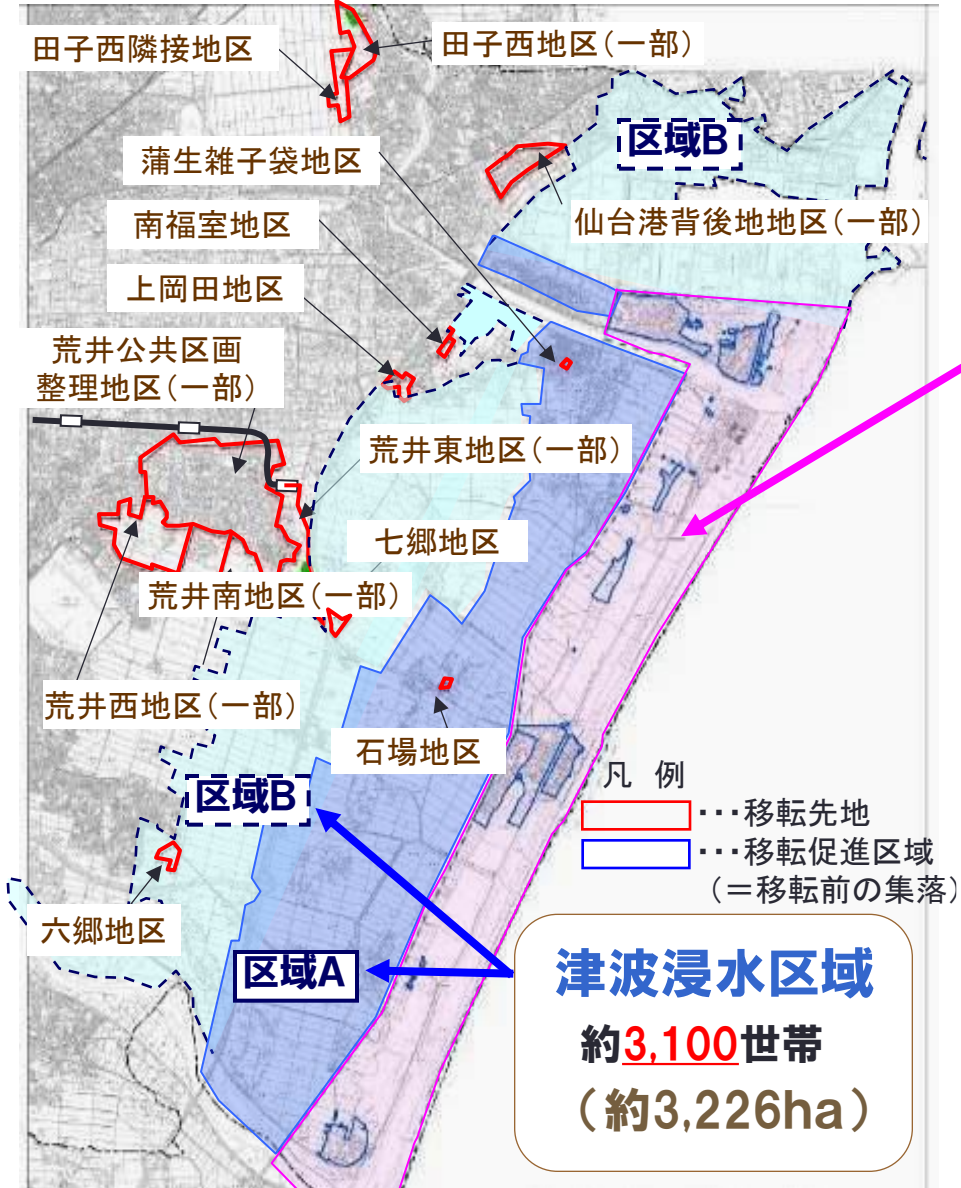 田子西隣接地区
田子西地区(一部)
区域B
蒲生雑子袋地区
南福室地区
仙台港背後地地区(一部)
上岡田地区
荒井公共区画
整理地区(一部)
荒井東地区(一部)
七郷地区
荒井南地区(一部)
荒井西地区(一部)
石場地区
凡 例
・・・移転先地
・・・移転促進区域
(=移転前の集落)
区域B
六郷地区
区域A
津波浸水区域
約3,100世帯
(約3,226ha)